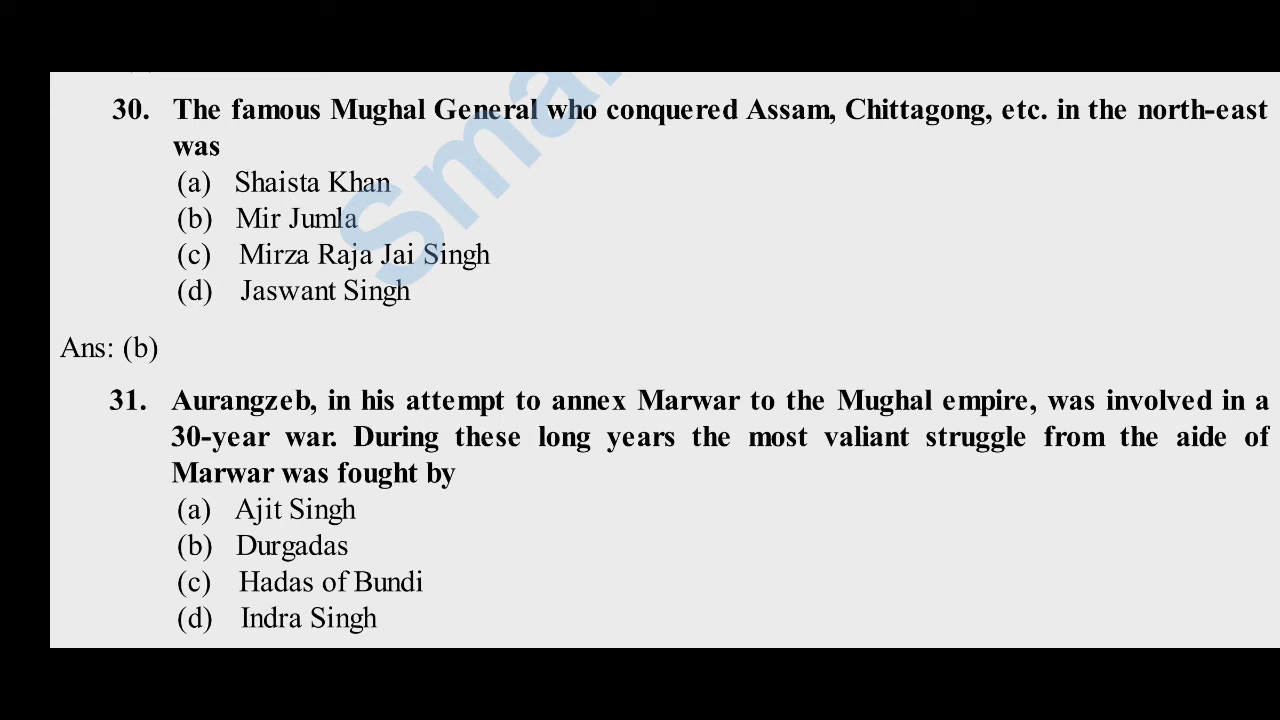 30. The famous Mughal General who conquered Assam, Chittagong, etc. in the north-east
was
(a) Shaista Khan
(b) Mir Jumla
(c) Mirza Raja Jai Singh
(d) Jaswant Singh
Ans: (b)
31. Aurangzeb, in his attempt to annex Marwar to the Mughal empire, was involved in a
30-year war. During these long years the most valiant struggle from the aide of
Marwar was fought by
(a) Ajit Singh
(b) Durgadas
(c) Hadas of Bundi
(d) Indra Singh